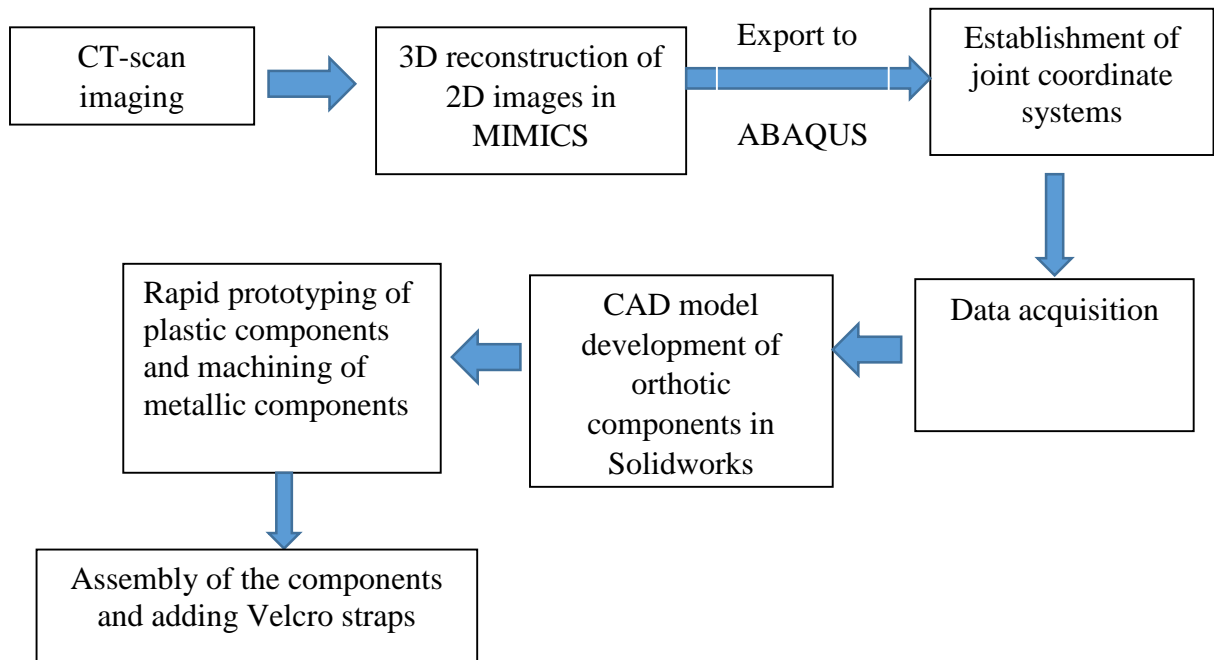 CT-scan
imaging
3D reconstruction of
2D images in
MIMICS
Export to
ABAQUS
Establishment of
joint coordinate
systems
Data acquisition
CAD model
development of
orthotic
components in
Solidworks
Rapid prototyping of
plastic components
and machining of
metallic components
Assembly of the components
and adding Velcro straps